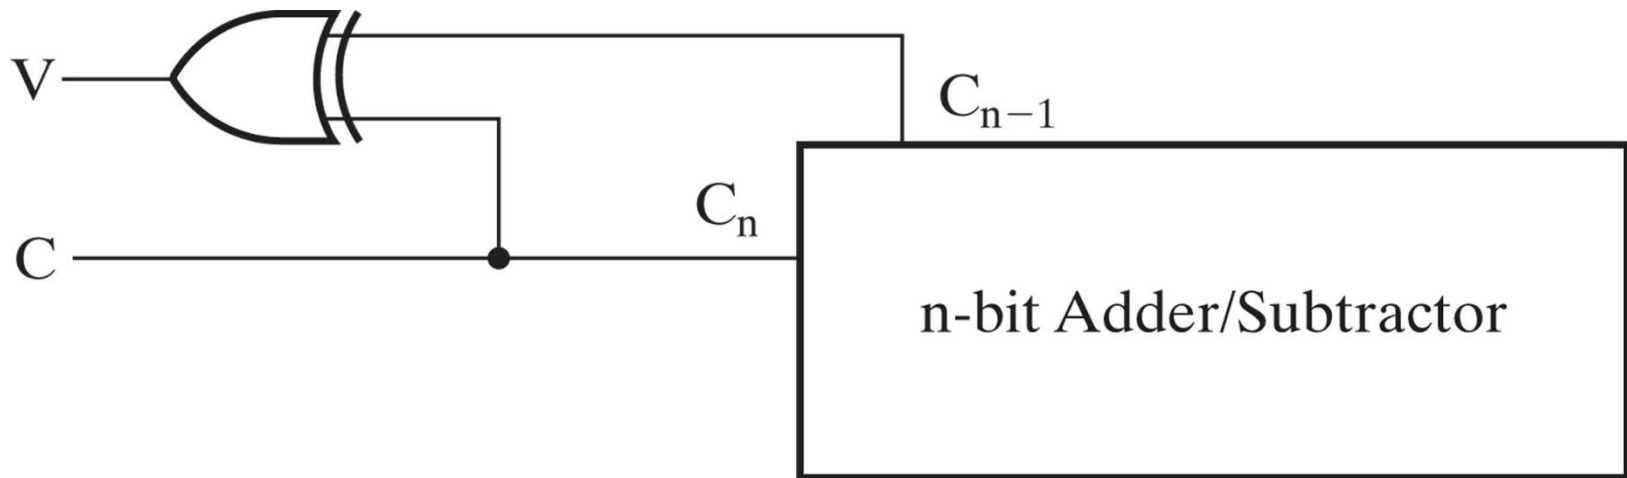 V
C
Cₙ₋₁
Cₙ
n-bit Adder/Subtractor